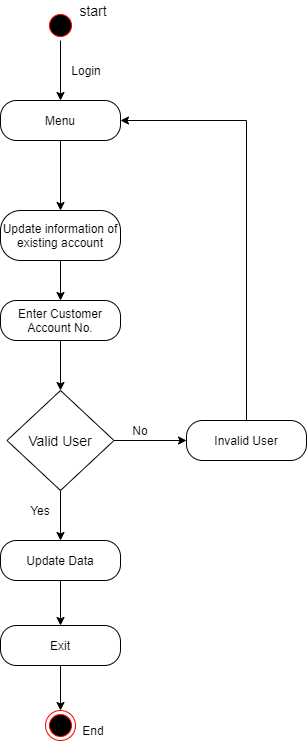 start
Login
Menu
Update information of
existing account
Enter Customer
Account No.
Valid User
No
Invalid User
Yes
Update Data
Exit
End